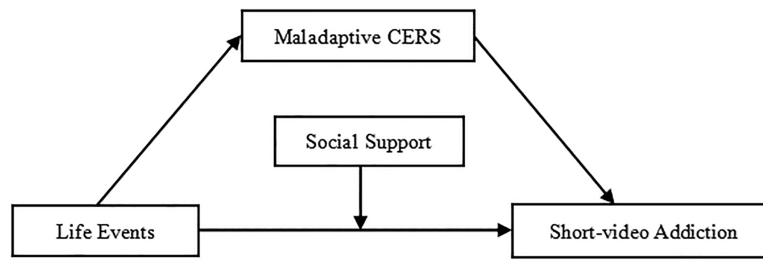 Maladaptive CERS
Social Support
Life Events
Short-video Addiction